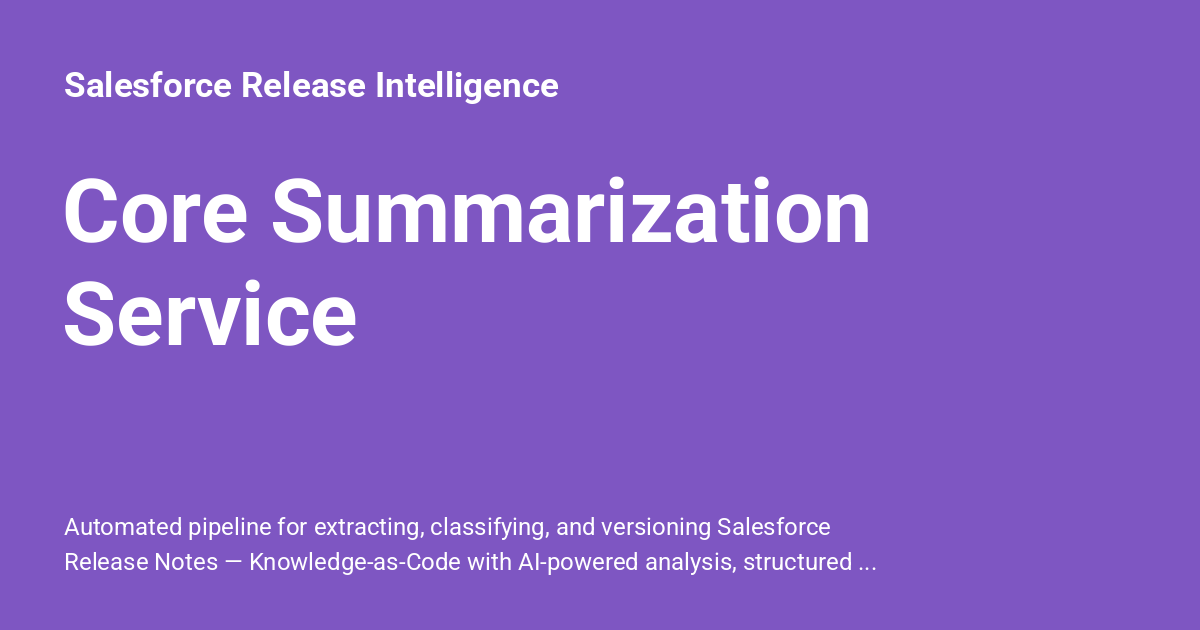 Salesforce Release Intelligence
Core Summarization
Service
Automated pipeline for extracting, classifying, and versioning Salesforce
Release Notes — Knowledge-as-Code with AI-powered analysis, structured ...